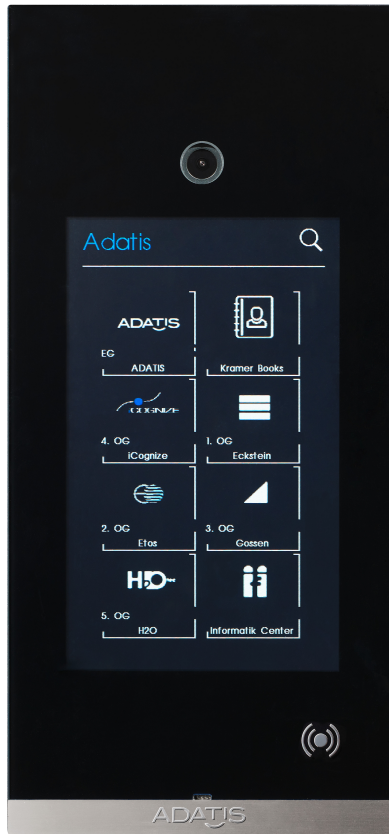 Adatis
ADATIS
EG
ADATIS
Kramer Books
ICOGNIZE
4. OG
iCognize
1. OG
Eckstein
2. OG
Etos
3. OG
Gossen
H2O
5. OG
H2O
Informatik Center
ADATIS